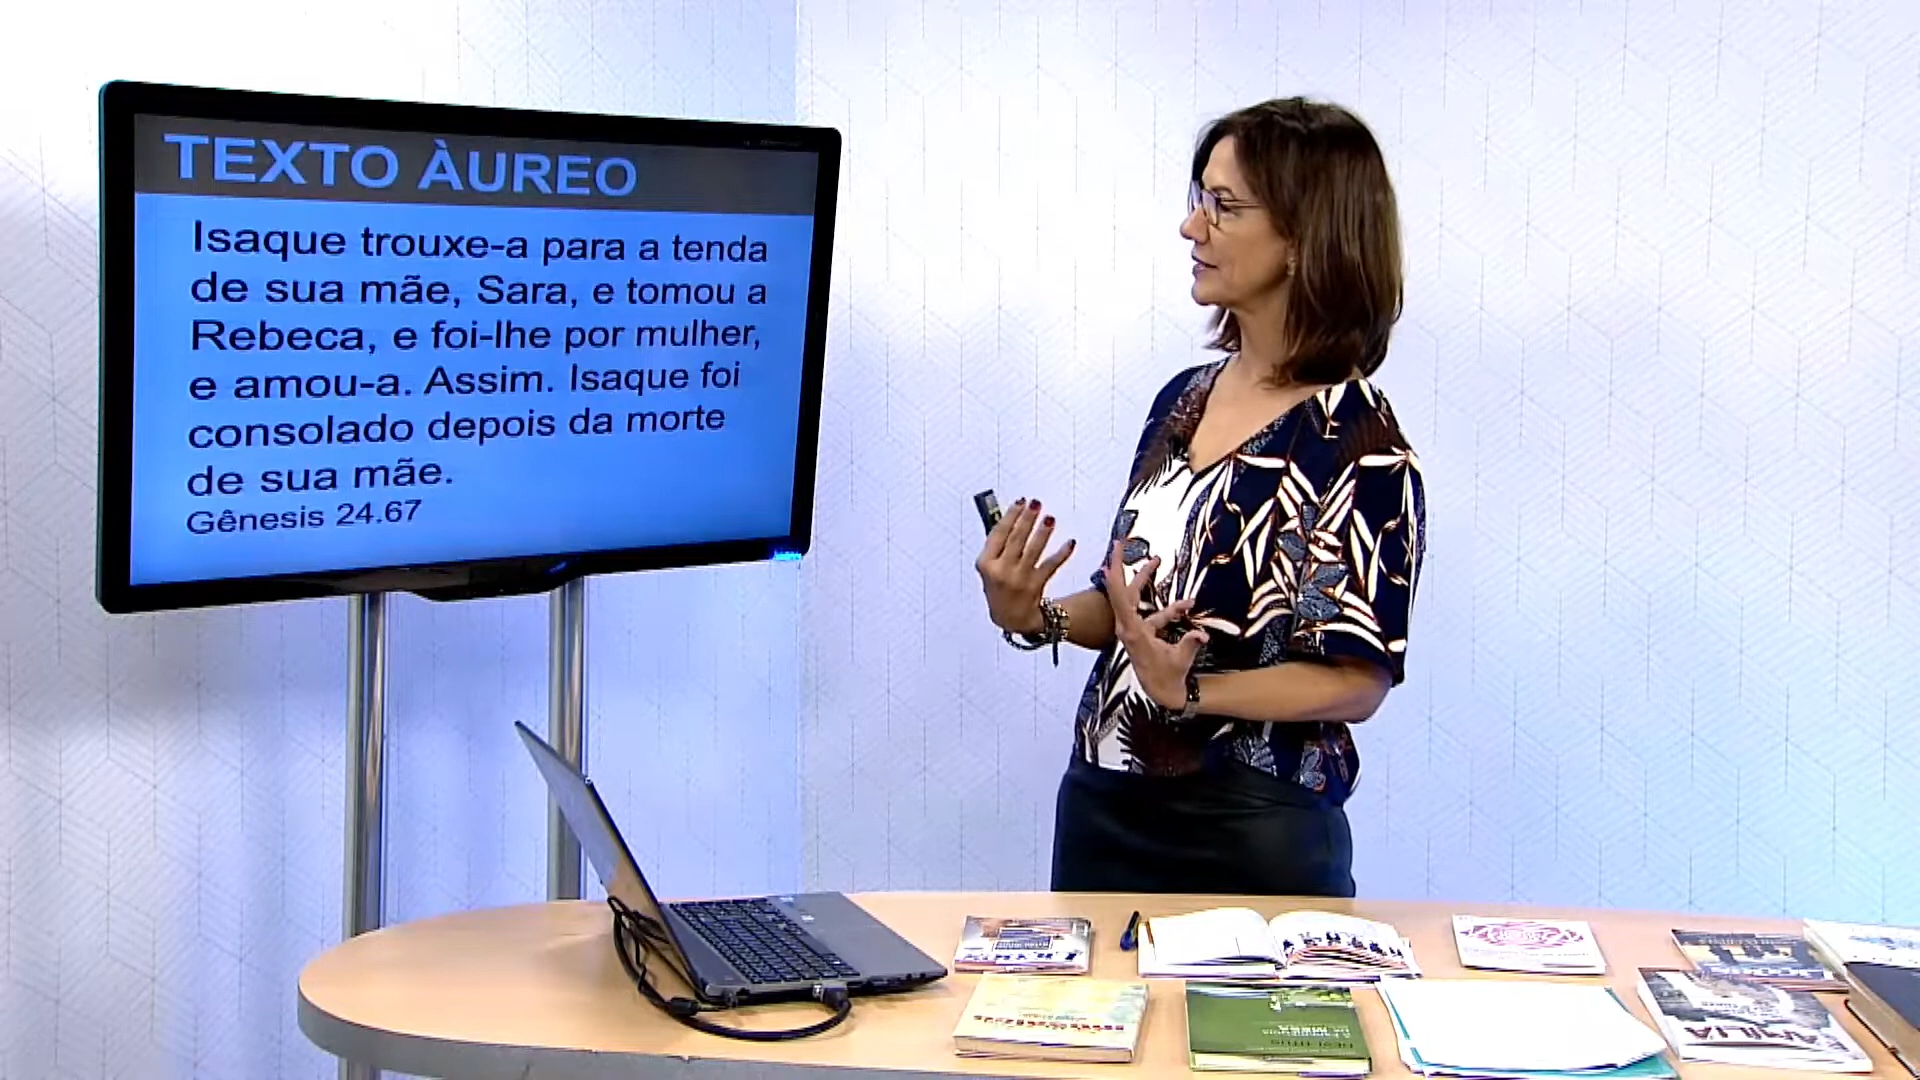 TEXTO ÀUREO
Isaque trouxe-a para a tenda
de sua mãe, Sara, e tomou a
Rebeca, e foi-lhe por mulher,
e amou-a. Assim. Isaque foi
consolado depois da morte
de sua mãe.
Gênesis 24.67